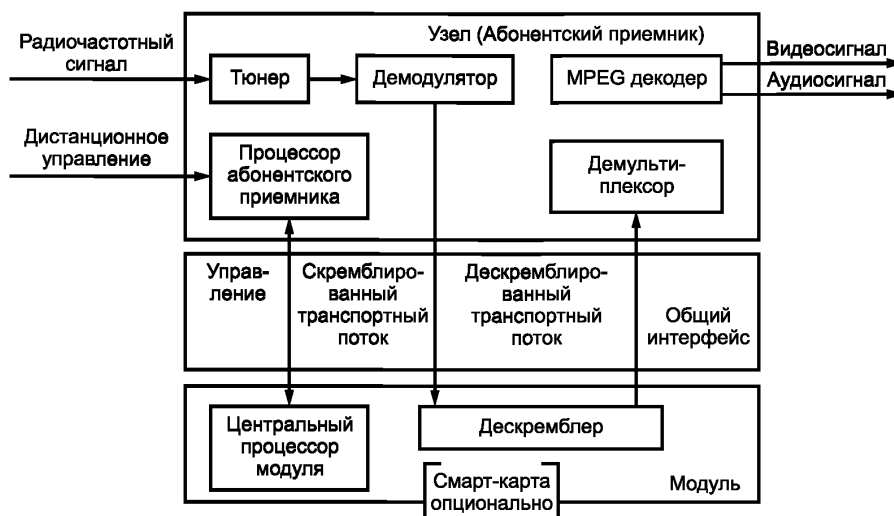 Узел (Абонентский приемник)
Радиочастотный
сигнал
Тюнер
Демодулятор
MPEG декодер
Видеосигнал
Аудиосигнал
Дистанционное
управление
Процессор
абонентского
приемника
Демульти-
плексор
Управ-
ление
Скремблиро-
ванный
транспортный
поток
Дескремблиро-
ванный
транспортный
поток
Общий
интерфейс
Центральный
процессор
модуля
Дескремблер
Смарт-карта
опционально
Модуль